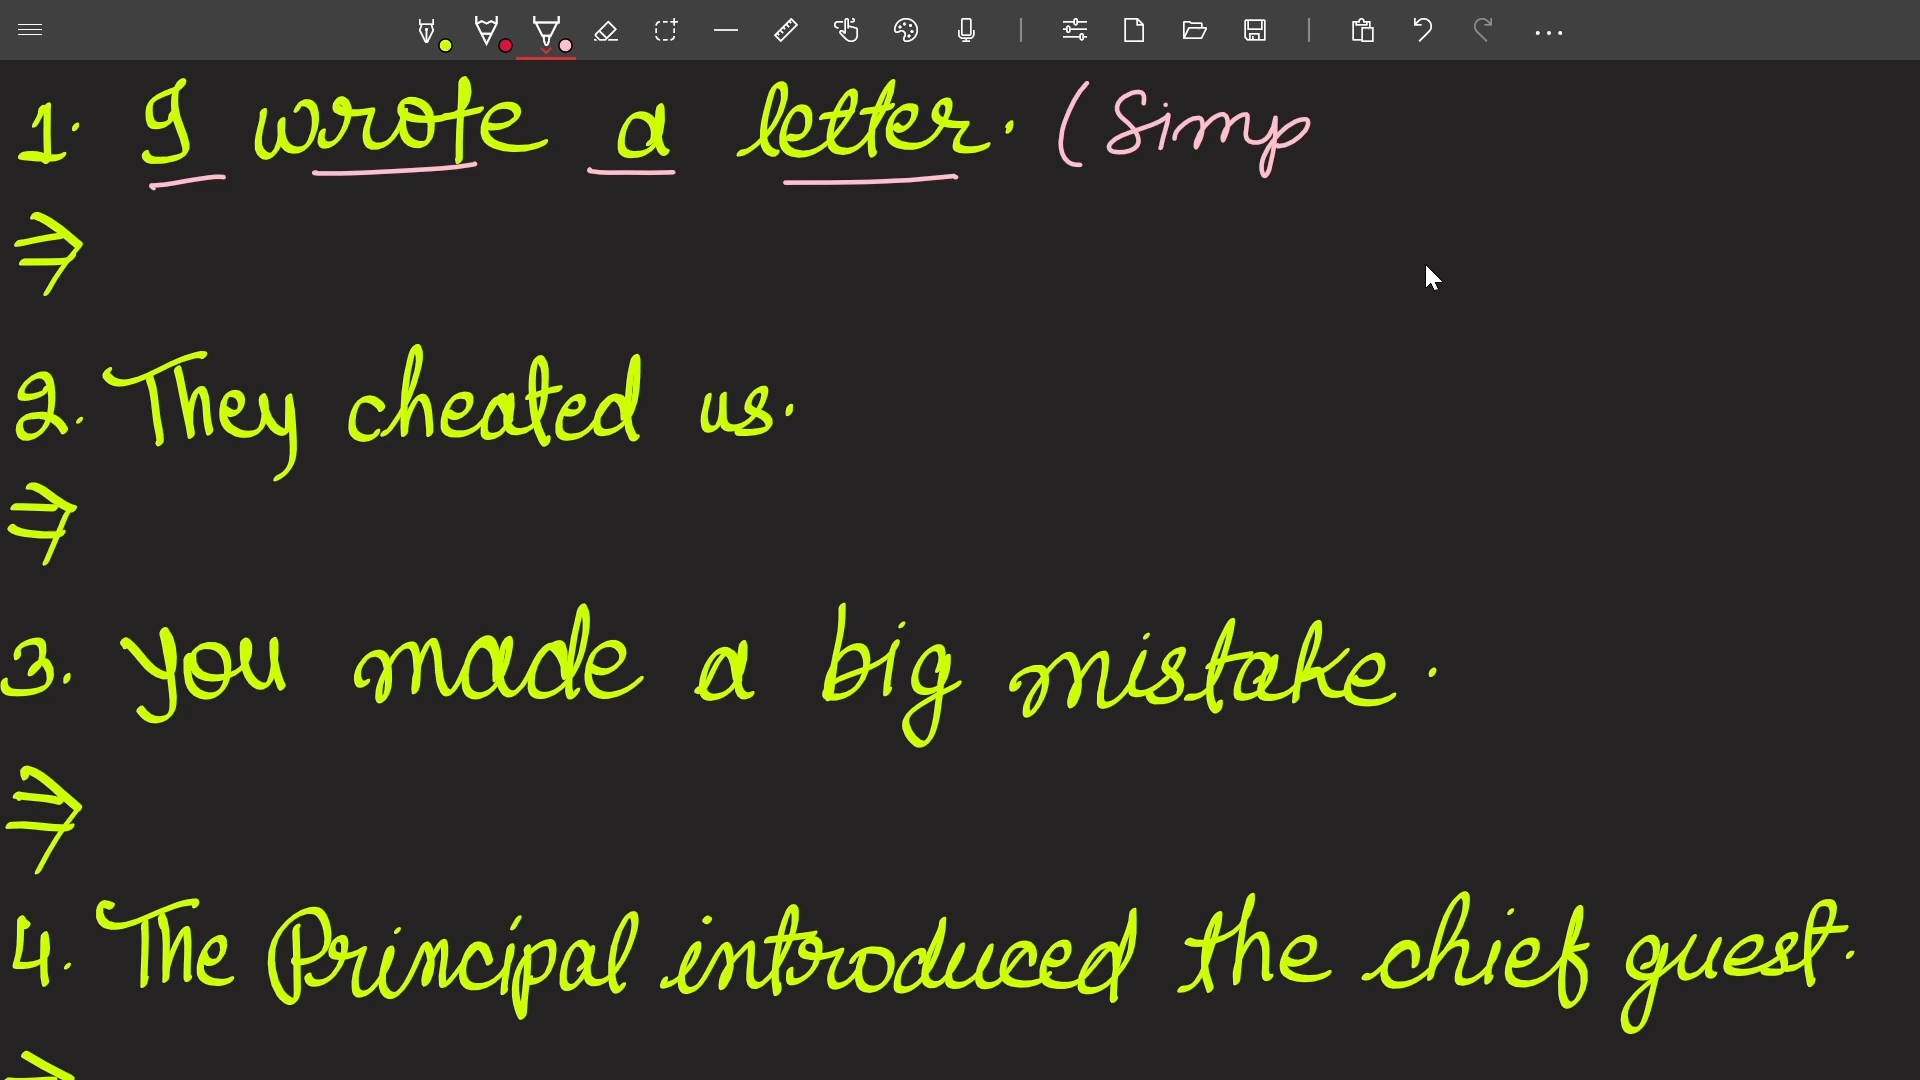 1. I wrote a letter. (Simp
⇒
2. They cheated us.
⇒
3. you made a big mistake.
⇒
4. The Principal introduced the chief guest.
⇒